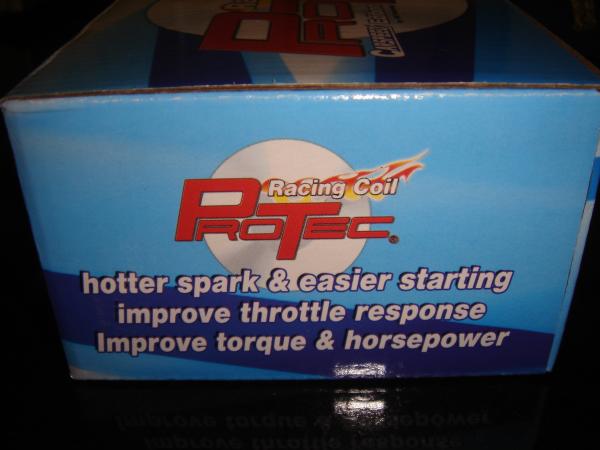 Racing Coil
PROTEC®
hotter spark & easier starting
improve throttle response
Improve torque & horsepower